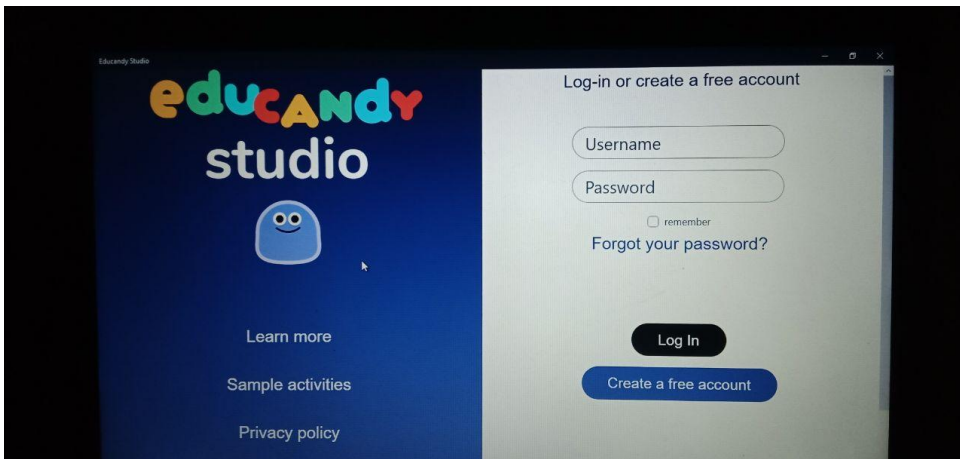 Educandy Studio
eduCANdY
studio
Learn more
Sample activities
Privacy policy
Log-in or create a free account
Username
Password
remember
Forgot your password?
Log In
Create a free account